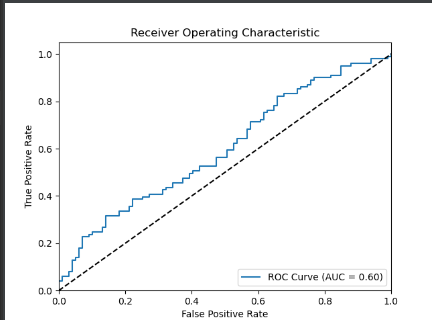 Receiver Operating Characteristic
1.0
0.8
0.6
0.4
0.2
0.0
True Positive Rate
ROC Curve (AUC = 0.60)
0.0 0.2 0.4 0.6 0.8 1.0
False Positive Rate